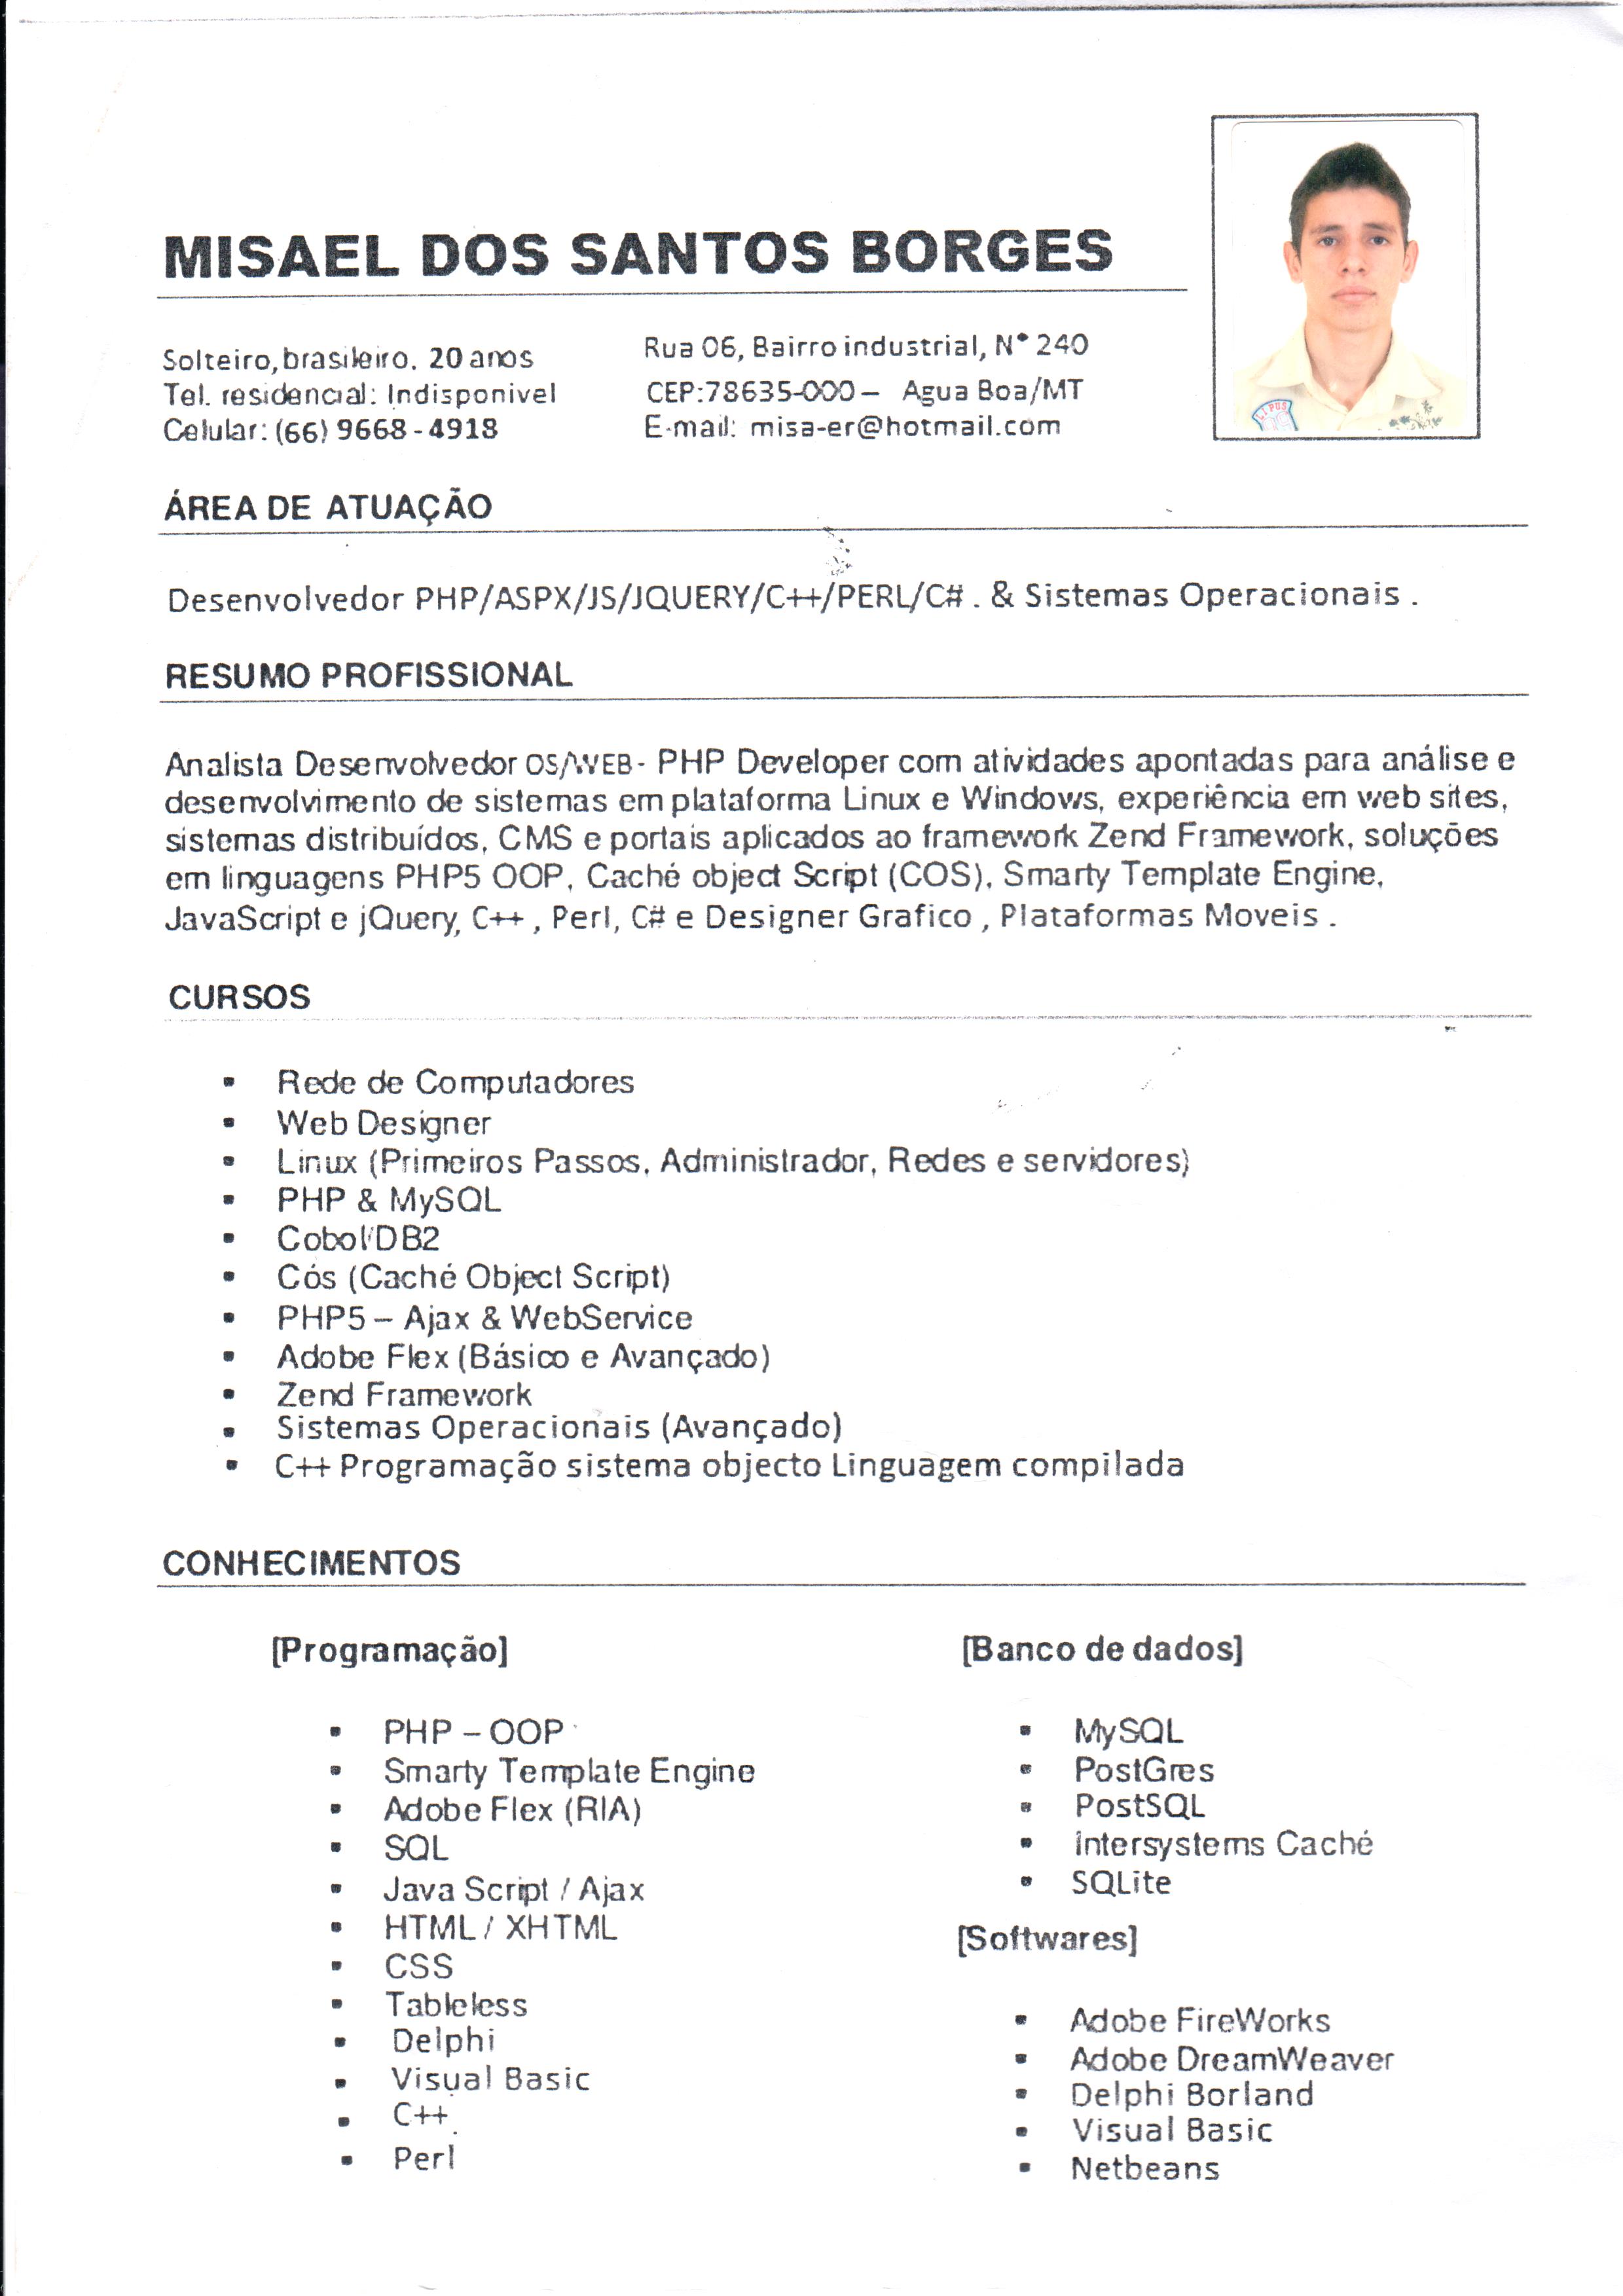 MISAEL DOS SANTOS BORGES
Solteiro, brasileiro, 20 anos
Tel. residencial: Indisponivel
Celular: (66) 9668 - 4918
Rua 06, Bairro industrial, N° 240
CEP:78635-000 – Agua Boa/MT
E-mail: misa-er@hotmail.com
ÁREA DE ATUAÇÃO
Desenvolvedor PHP/ASPX/JS/JQUERY/C++/PERL/C# . & Sistemas Operacionais .
RESUMO PROFISSIONAL
Analista Desenvolvedor OS/WEB - PHP Developer com atividades apontadas para análise e
desenvolvimento de sistemas em plataforma Linux e Windows, experiência em web sites,
sistemas distribuídos, CMS e portais aplicados ao framework Zend Framework, soluções
em linguagens PHP5 OOP, Caché object Script (COS), Smarty Template Engine,
JavaScript e jQuery, C++ , Perl, C# e Designer Grafico , Plataformas Moveis .
CURSOS
▪ Rede de Computadores
▪ Web Designer
▪ Linux (Primeiros Passos, Administrador, Redes e servidores)
▪ PHP & MySQL
▪ Cobol/DB2
▪ Cós (Caché Object Script)
▪ PHP5 – Ajax & WebService
▪ Adobe Flex (Básico e Avançado)
▪ Zend Framework
▪ Sistemas Operacionais (Avançado)
▪ C++ Programação sistema objecto Linguagem compilada
CONHECIMENTOS
[Programação]
▪ PHP – OOP
▪ Smarty Template Engine
▪ Adobe Flex (RIA)
▪ SQL
▪ Java Script / Ajax
▪ HTML / XHTML
▪ CSS
▪ Tableless
▪ Delphi
▪ Visual Basic
▪ C++
▪ Perl
[Banco de dados]
▪ MySQL
▪ PostGres
▪ PostSQL
▪ Intersystems Caché
▪ SQLite
[Softwares]
▪ Adobe FireWorks
▪ Adobe DreamWeaver
▪ Delphi Borland
▪ Visual Basic
▪ Netbeans